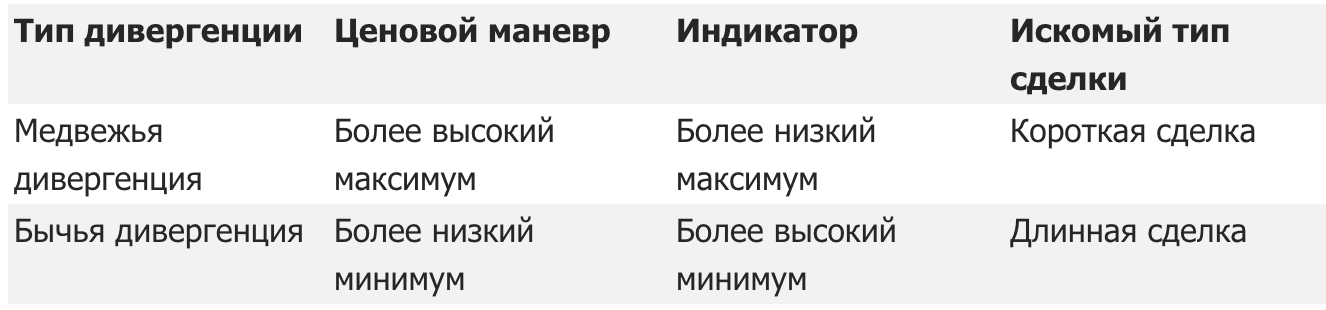 Тип дивергенции Ценовой маневр Индикатор Искомый тип
сделки
Медвежья Более высокий Более низкий Короткая сделка
дивергенция максимум максимум
Бычья дивергенция Более низкий Более высокий Длинная сделка
минимум минимум